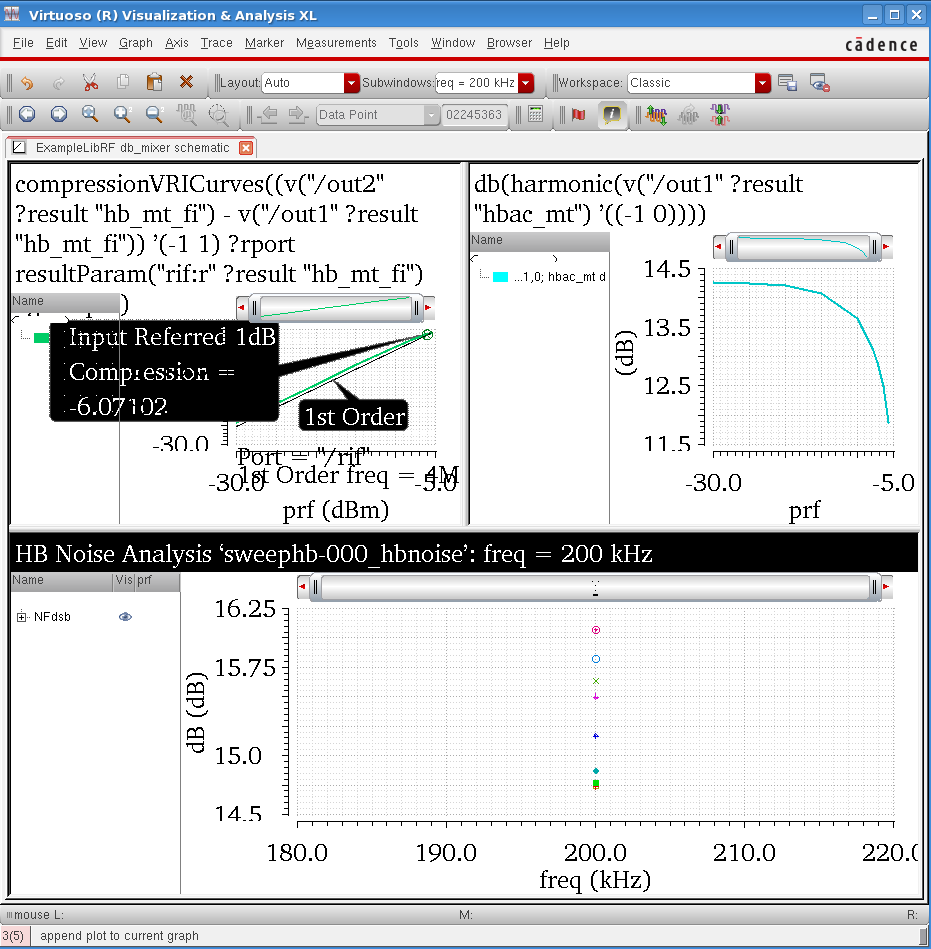 Virtuoso (R) Visualization & Analysis XL
File Edit View Graph Axis Trace Marker Measurements Tools Window Browser Help
cādence
Layout: Auto Subwindows: req = 200 kHz Workspace: Classic
Data Point 02245363
ExampleLibRF db_mixer schematic
compressionVRICurves((v("/out2"
?result "hb_mt_fi") - v("/out1" ?result
"hb_mt_fi")) '(-1 1) ?rport
resultParam("rif:r" ?result "hb_mt_fi")
Name
Input Referred 1dB
Compression =
-6.07102
1st Order
-30.0
Port = "/rif"
1st Order freq = 4M
-30.0 -5.0
prf (dBm)
db(harmonic(v("/out1" ?result
"hbac_mt") '((-1 0))))
Name
...1,0; hbac_mt d
14.5
13.5
12.5
11.5
(dB)
-30.0 -5.0
prf
HB Noise Analysis ‘sweephb-000_hbnoise’: freq = 200 kHz
Name Vis prf
NFdsb
16.25
15.75
15.0
14.5
dB (dB)
180.0 190.0 200.0 210.0 220.0
freq (kHz)
mouse L: M: R:
3(5) append plot to current graph